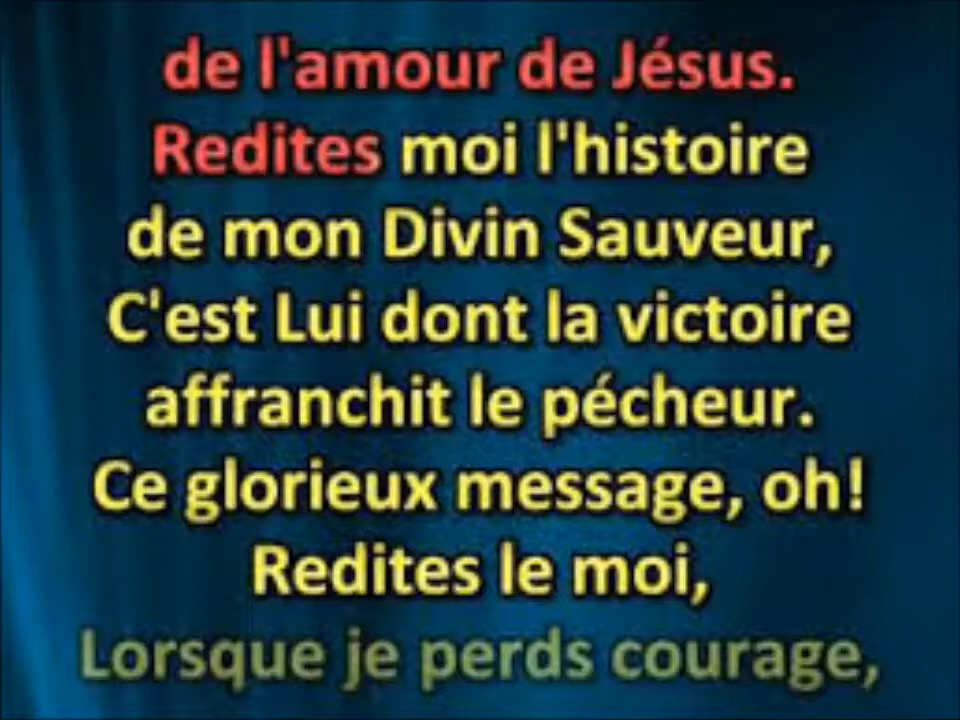 de l'amour de Jésus.
Redites moi l'histoire
de mon Divin Sauveur,
C'est Lui dont la victoire
affranchit le pécheur.
Ce glorieux message, oh!
Redites le moi,
Lorsque je perds courage,